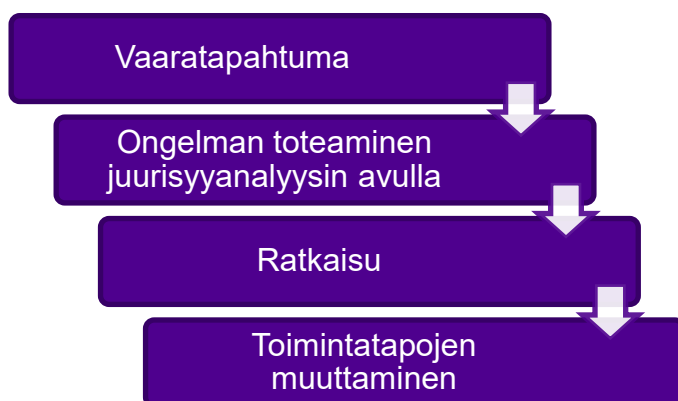 Vaaratapahtuma
Ongelman toteaminen
juurisyyanalyysin avulla
Ratkaisu
Toimintatapojen
muuttaminen